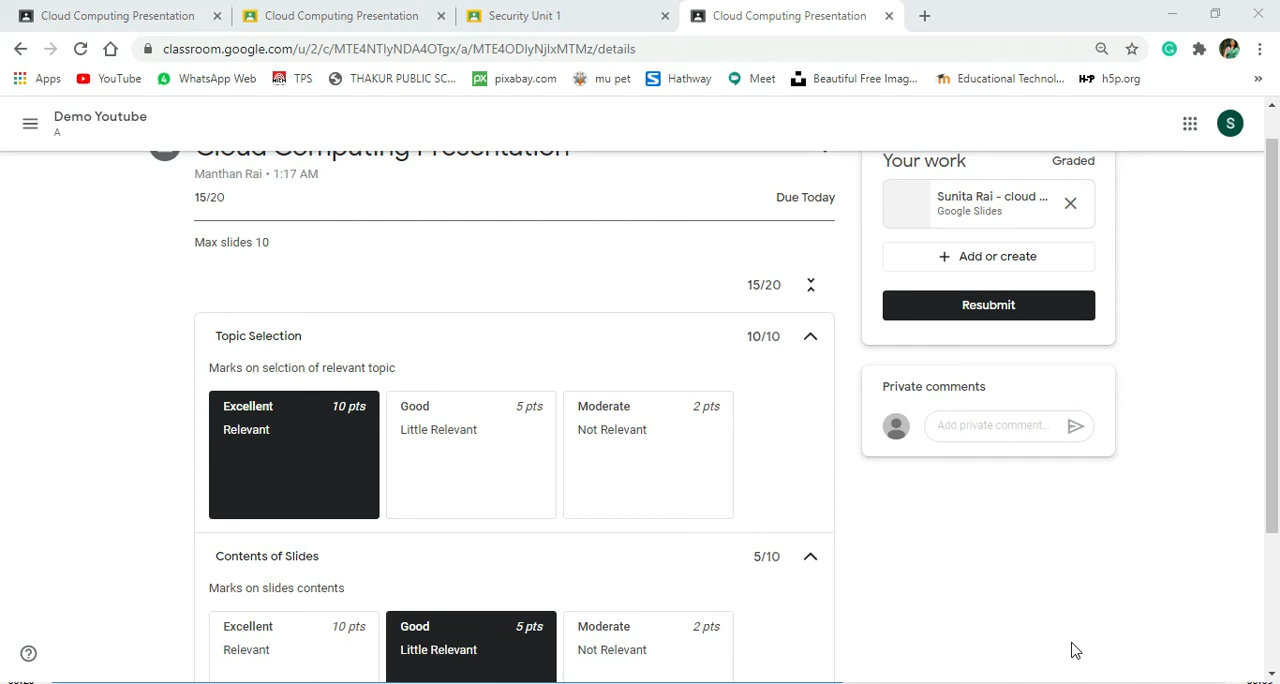 Cloud Computing Presentation
Cloud Computing Presentation
Security Unit 1
Cloud Computing Presentation
classroom.google.com/u/2/c/MTE4NTIyNDA4OTgx/a/MTE4ODIyNjIxMTMz/details
Apps
YouTube
WhatsApp Web
TPS
THAKUR PUBLIC SC...
pixabay.com
mu pet
Hathway
Meet
Beautiful Free Imag...
Educational Technol...
H5P h5p.org
»
Demo Youtube
A
S
Cloud Computing Presentation
Manthan Rai • 1:17 AM
15/20
Due Today
Max slides 10
15/20
Topic Selection
10/10
Marks on selction of relevant topic
Excellent 10 pts
Relevant
Good 5 pts
Little Relevant
Moderate 2 pts
Not Relevant
Contents of Slides
5/10
Marks on slides contents
Excellent 10 pts
Relevant
Good 5 pts
Little Relevant
Moderate 2 pts
Not Relevant
Your work
Graded
Sunita Rai - cloud ...
Google Slides
+ Add or create
Resubmit
Private comments
Add private comment...